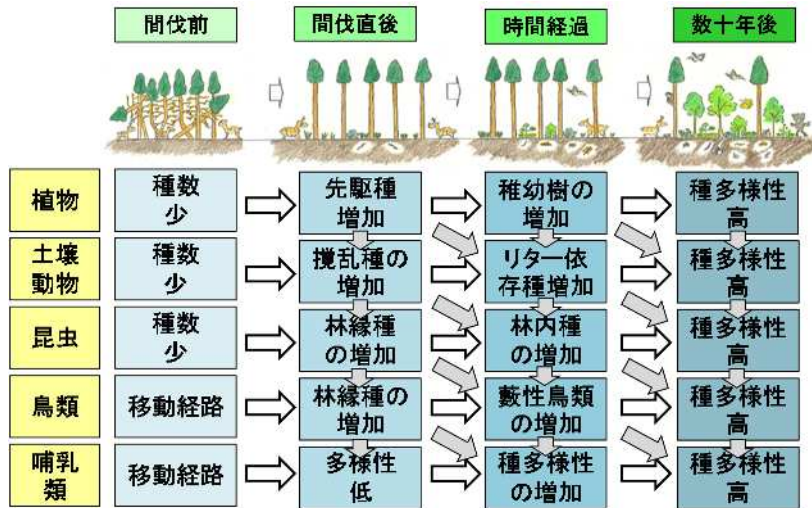 間伐前
間伐直後
時間経過
数十年後
植物
種数
少
先駆種
増加
稚幼樹の
増加
種多様性
高
土壌
動物
種数
少
撹乱種の
増加
リター依
存種増加
種多様性
高
昆虫
種数
少
林縁種
の増加
林内種
の増加
種多様性
高
鳥類
移動経路
林縁種の
増加
藪性鳥類
の増加
種多様性
高
哺乳
類
移動経路
多様性
低
種多様性
の増加
種多様性
高